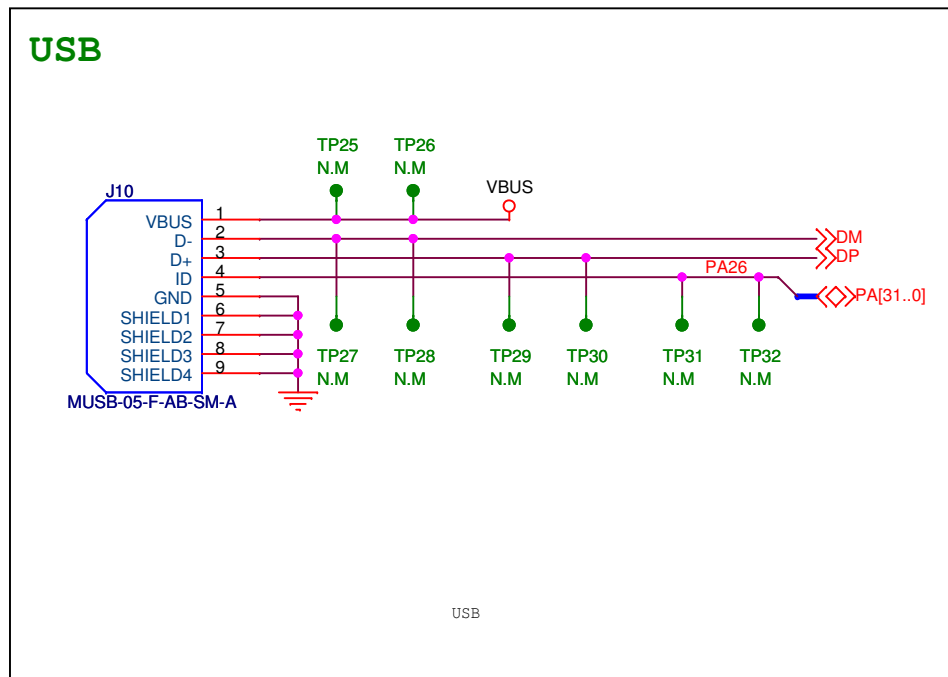 USB
TP25 TP26
N.M N.M
VBUS
J10
VBUS 1
D- 2
D+ 3
ID 4
GND 5
SHIELD1 6
SHIELD2 7
SHIELD3 8
SHIELD4 9
MUSB-05-F-AB-SM-A
DM
DP
PA26
PA[31..0]
TP27 TP28 TP29 TP30 TP31 TP32
N.M N.M N.M N.M N.M N.M
USB